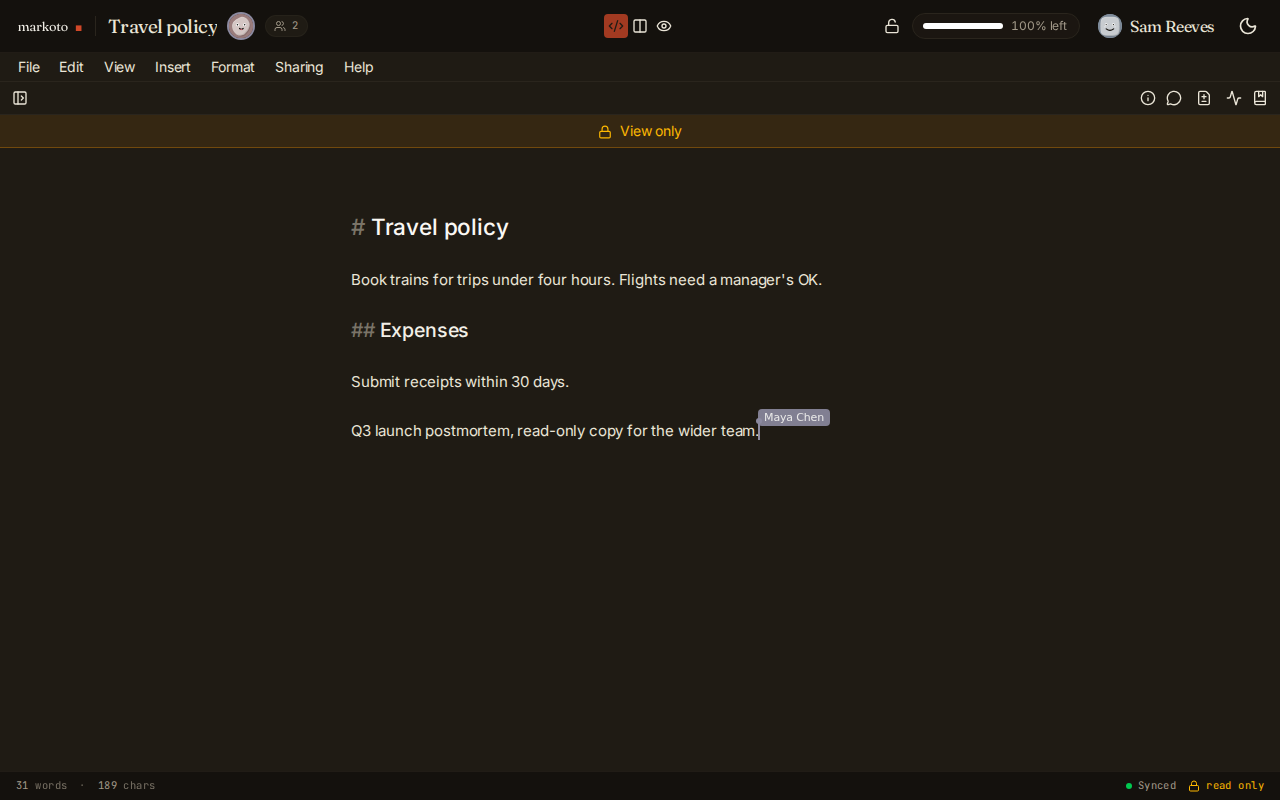 markoto
Travel policy
2
100% left
Sam Reeves
File Edit View Insert Format Sharing Help
View only
# Travel policy
Book trains for trips under four hours. Flights need a manager's OK.
## Expenses
Submit receipts within 30 days.
Maya Chen
Q3 launch postmortem, read-only copy for the wider team.
31 words · 189 chars
Synced
read only